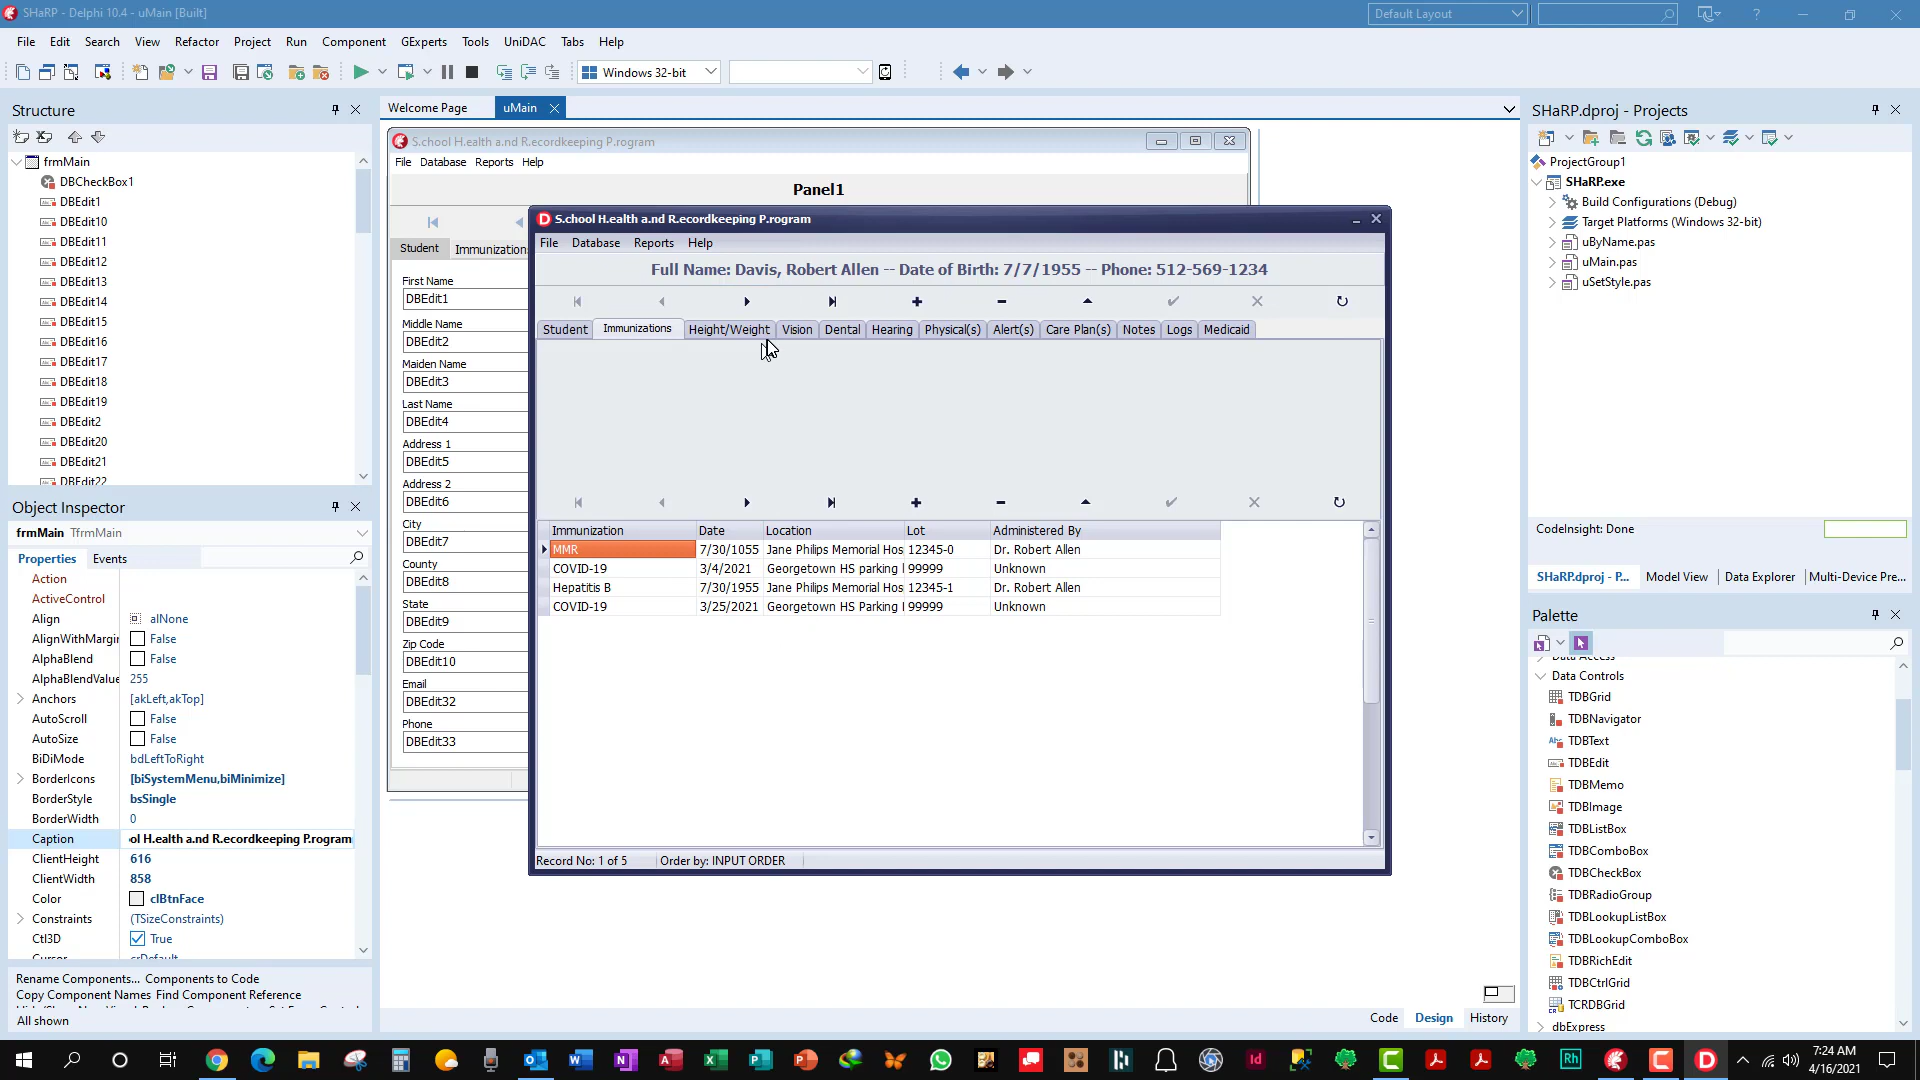 SHaRP - Delphi 10.4 - uMain [Built]
Default Layout
File Edit Search View Refactor Project Run Component GExperts Tools UniDAC Tabs Help
Windows 32-bit
Structure
frmMain
DBCheckBox1
DBEdit1
DBEdit10
DBEdit11
DBEdit12
DBEdit13
DBEdit14
DBEdit15
DBEdit16
DBEdit17
DBEdit18
DBEdit19
DBEdit2
DBEdit20
DBEdit21
DBEdit22
Object Inspector
frmMain TfrmMain
Properties Events
Action
ActiveControl
Align alNone
AlignWithMargir False
AlphaBlend False
AlphaBlendValue 255
Anchors [akLeft,akTop]
AutoScroll False
AutoSize False
BiDiMode bdLeftToRight
BorderIcons [biSystemMenu,biMinimize]
BorderStyle bsSingle
BorderWidth 0
Caption ol H.ealth a.nd R.ecordkeeping P.rogram
ClientHeight 616
ClientWidth 858
Color clBtnFace
Constraints (TSizeConstraints)
Ctl3D True
Cursor crDefault
Rename Components... Components to Code
Copy Component Names Find Component Reference
All shown
Welcome Page uMain
S.chool H.ealth a.nd R.ecordkeeping P.rogram
File Database Reports Help
Panel1
Student Immunization
First Name
DBEdit1
Middle Name
DBEdit2
Maiden Name
DBEdit3
Last Name
DBEdit4
Address 1
DBEdit5
Address 2
DBEdit6
City
DBEdit7
County
DBEdit8
State
DBEdit9
Zip Code
DBEdit10
Email
DBEdit32
Phone
DBEdit33
S.chool H.ealth a.nd R.ecordkeeping P.rogram
File Database Reports Help
Full Name: Davis, Robert Allen -- Date of Birth: 7/7/1955 -- Phone: 512-569-1234
Student Immunizations Height/Weight Vision Dental Hearing Physical(s) Alert(s) Care Plan(s) Notes Logs Medicaid
Immunization Date Location Lot Administered By
MMR 7/30/1055 Jane Philips Memorial Hos 12345-0 Dr. Robert Allen
COVID-19 3/4/2021 Georgetown HS parking l 99999 Unknown
Hepatitis B 7/30/1955 Jane Philips Memorial Hos 12345-1 Dr. Robert Allen
COVID-19 3/25/2021 Georgetown HS Parking l 99999 Unknown
Record No: 1 of 5 Order by: INPUT ORDER
Code Design History
SHaRP.dproj - Projects
ProjectGroup1
SHaRP.exe
Build Configurations (Debug)
Target Platforms (Windows 32-bit)
uByName.pas
uMain.pas
uSetStyle.pas
CodeInsight: Done
SHaRP.dproj - P... Model View Data Explorer Multi-Device Pre...
Palette
Data Access
Data Controls
TDBGrid
TDBNavigator
TDBText
TDBEdit
TDBMemo
TDBImage
TDBListBox
TDBComboBox
TDBCheckBox
TDBRadioGroup
TDBLookupListBox
TDBLookupComboBox
TDBRichEdit
TDBCtrlGrid
TCRDBGrid
dbExpress
7:24 AM
4/16/2021